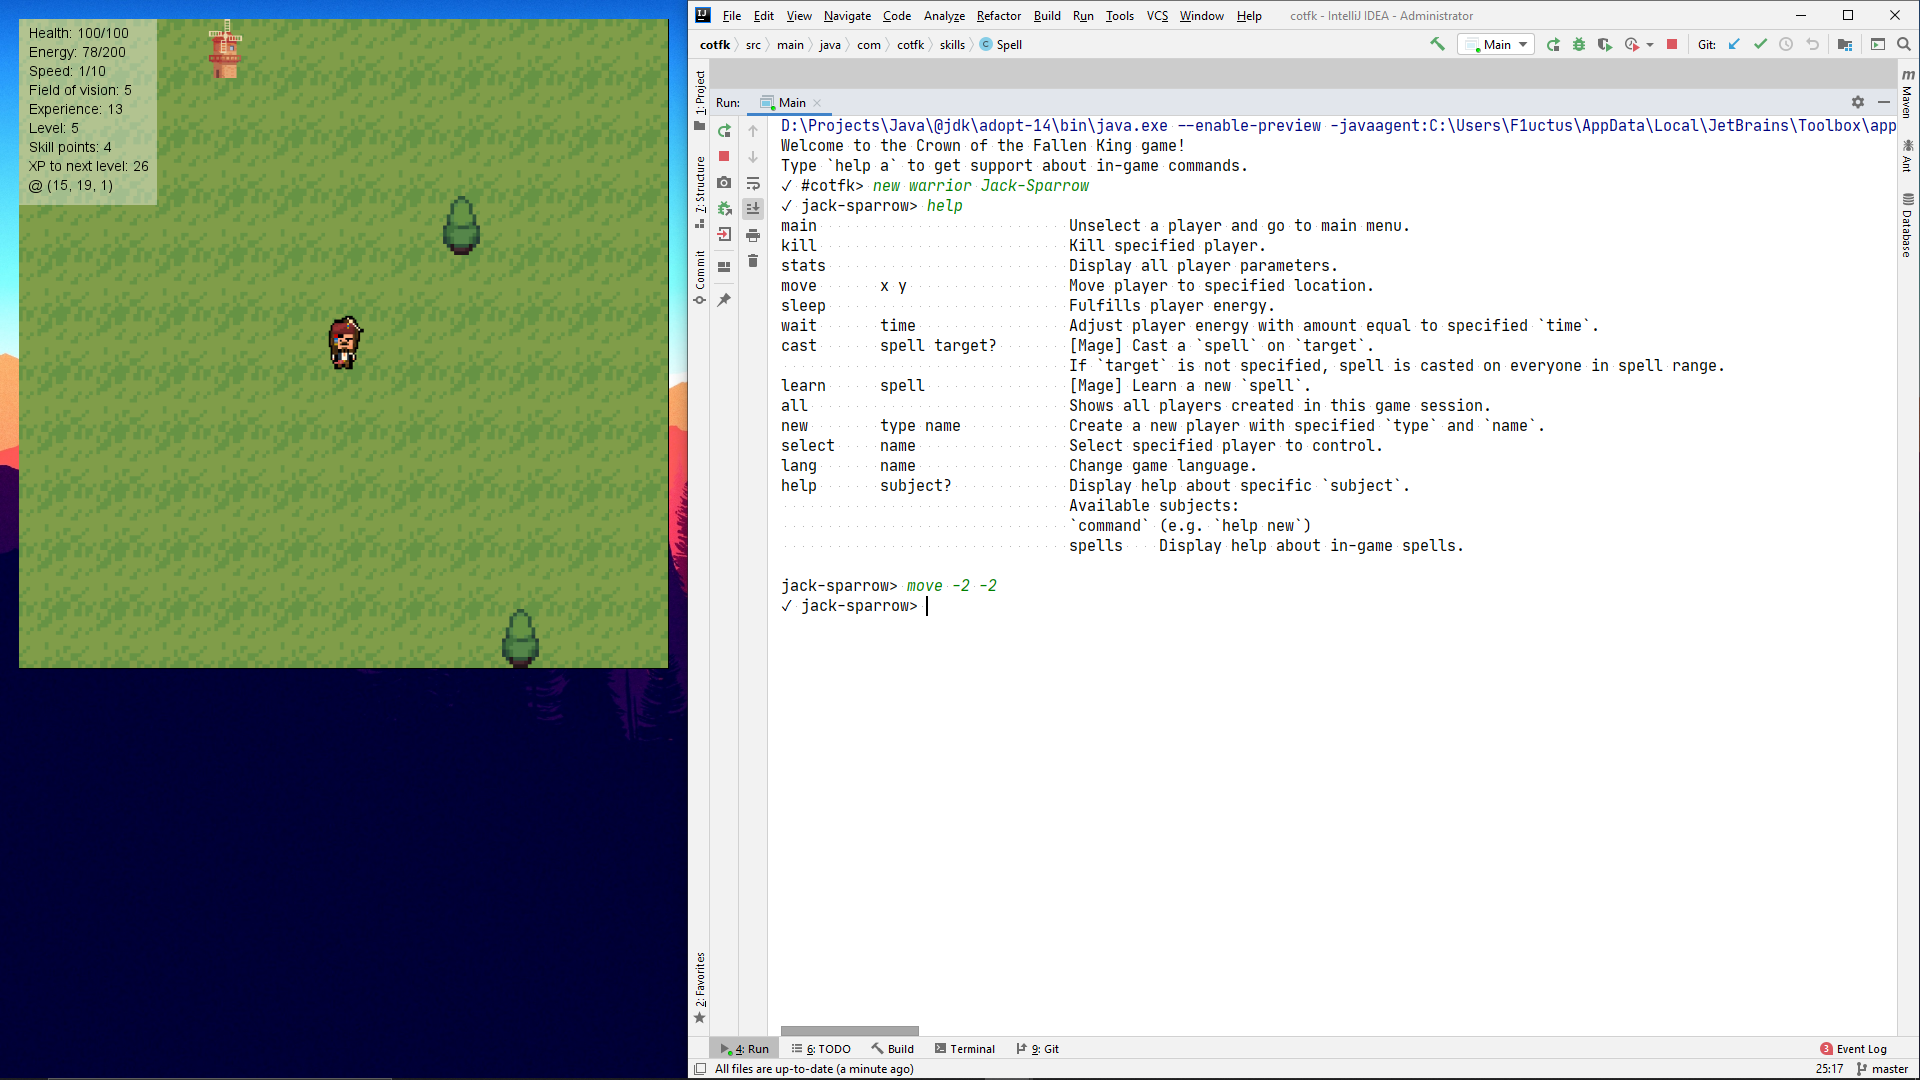 Health: 100/100
Energy: 78/200
Speed: 1/10
Field of vision: 5
Experience: 13
Level: 5
Skill points: 4
XP to next level: 26
@ (15, 19, 1)
File Edit View Navigate Code Analyze Refactor Build Run Tools VCS Window Help cotfk - IntelliJ IDEA - Administrator
cotfk src main java com cotfk skills C Spell Main Git:
Run: Main
1: Project
7: Structure
Commit
2: Favorites
D:\Projects\Java\@jdk\adopt-14\bin\java.exe --enable-preview -javaagent:C:\Users\F1uctus\AppData\Local\JetBrains\Toolbox\app
Welcome to the Crown of the Fallen King game!
Type `help a` to get support about in-game commands.
✓ #cotfk> new warrior Jack-Sparrow
✓ jack-sparrow> help
main Unselect a player and go to main menu.
kill Kill specified player.
stats Display all player parameters.
move x y Move player to specified location.
sleep Fulfills player energy.
wait time Adjust player energy with amount equal to specified `time`.
cast spell target? [Mage] Cast a `spell` on `target`.
If `target` is not specified, spell is casted on everyone in spell range.
learn spell [Mage] Learn a new `spell`.
all Shows all players created in this game session.
new type name Create a new player with specified `type` and `name`.
select name Select specified player to control.
lang name Change game language.
help subject? Display help about specific `subject`.
Available subjects:
`command` (e.g. `help new`)
spells Display help about in-game spells.
jack-sparrow> move -2 -2
✓ jack-sparrow>
m Maven
Ant
Database
4: Run 6: TODO Build Terminal 9: Git 3 Event Log
All files are up-to-date (a minute ago) 25:17 master